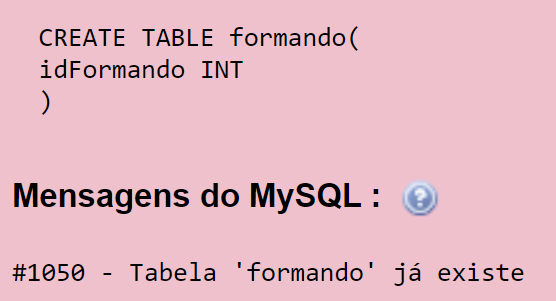 CREATE TABLE formando(
idFormando INT
)
Mensagens do MySQL :
#1050 - Tabela 'formando' já existe